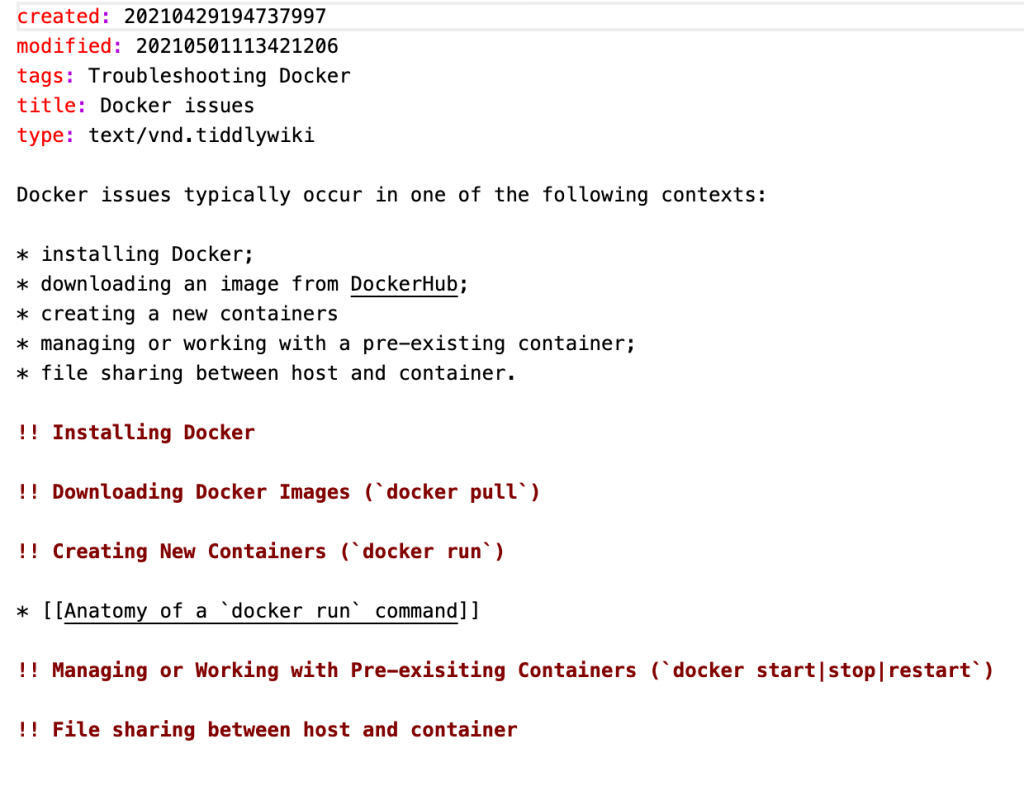 created: 20210429194737997
modified: 20210501113421206
tags: Troubleshooting Docker
title: Docker issues
type: text/vnd.tiddlywiki
Docker issues typically occur in one of the following contexts:
* installing Docker;
* downloading an image from DockerHub;
* creating a new containers
* managing or working with a pre-existing container;
* file sharing between host and container.
!! Installing Docker
!! Downloading Docker Images (`docker pull`)
!! Creating New Containers (`docker run`)
* [[Anatomy of a `docker run` command]]
!! Managing or Working with Pre-exisiting Containers (`docker start|stop|restart`)
!! File sharing between host and container